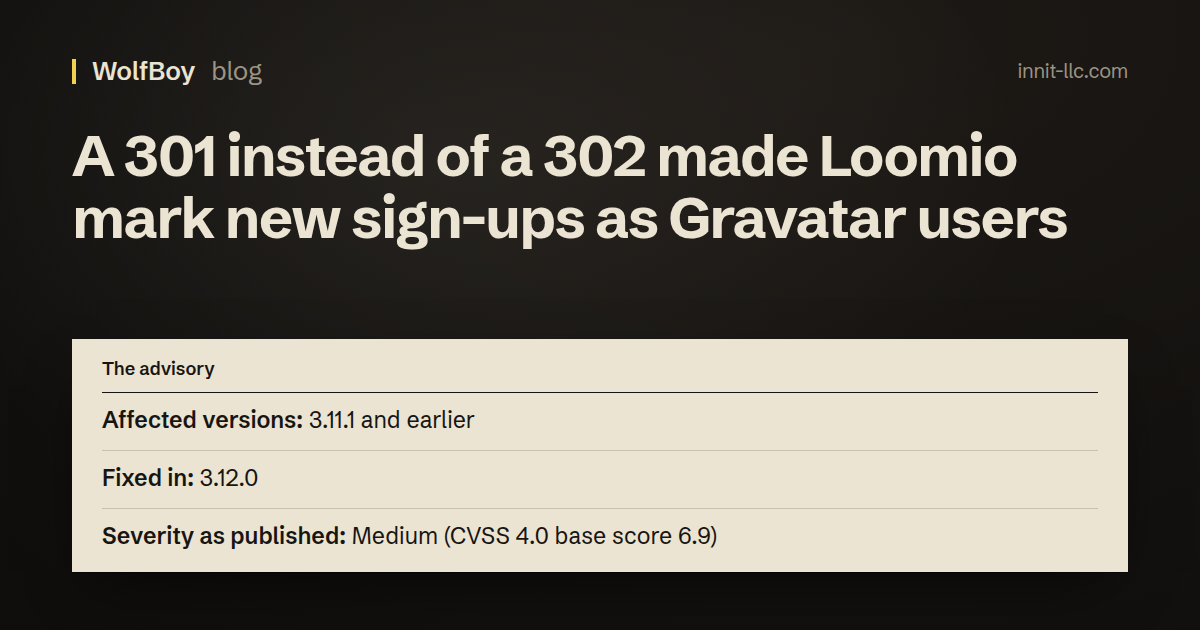 WolfBoy blog
innit-llc.com
A 301 instead of a 302 made Loomio
mark new sign-ups as Gravatar users
The advisory
Affected versions: 3.11.1 and earlier
Fixed in: 3.12.0
Severity as published: Medium (CVSS 4.0 base score 6.9)